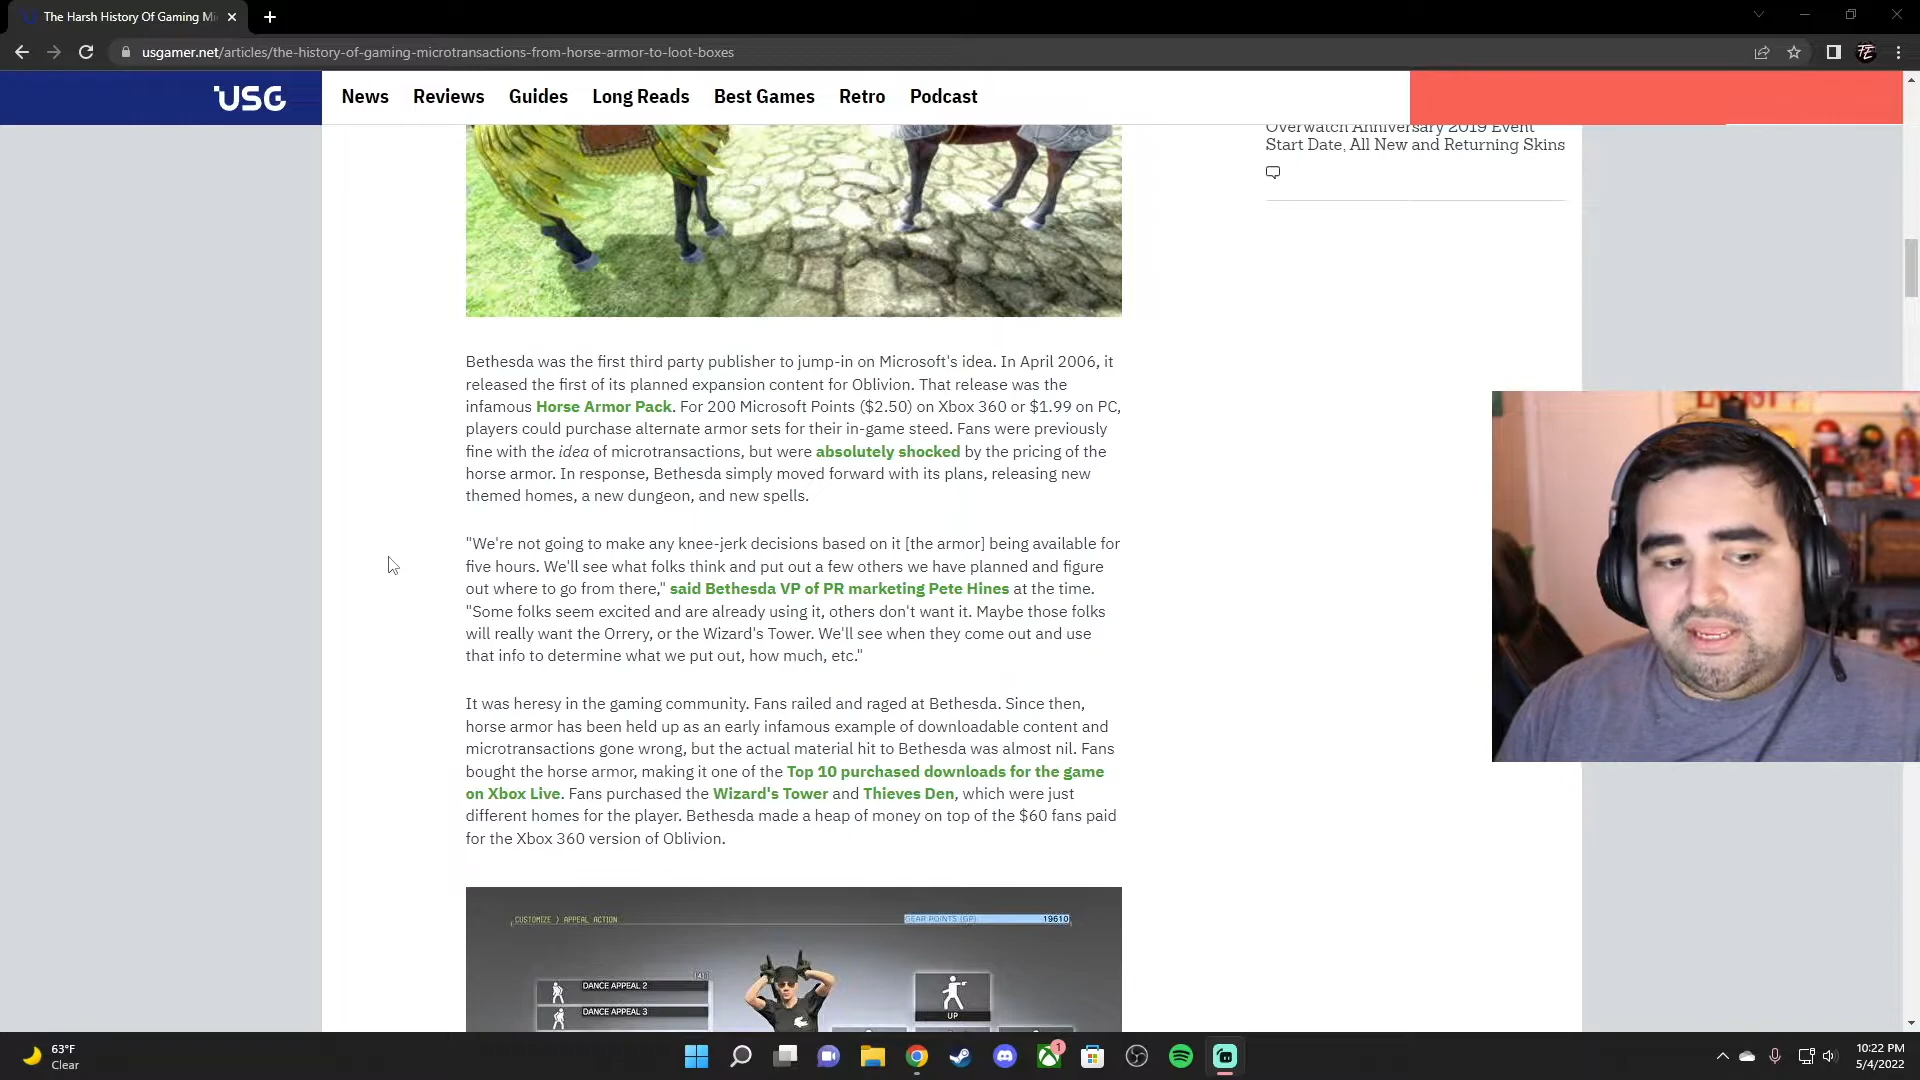 The Harsh History Of Gaming Mi
usgamer.net/articles/the-history-of-gaming-microtransactions-from-horse-armor-to-loot-boxes
USG
News Reviews Guides Long Reads Best Games Retro Podcast
Overwatch Anniversary 2019 Event
Start Date, All New and Returning Skins
Bethesda was the first third party publisher to jump-in on Microsoft's idea. In April 2006, it
released the first of its planned expansion content for Oblivion. That release was the
infamous Horse Armor Pack. For 200 Microsoft Points ($2.50) on Xbox 360 or $1.99 on PC,
players could purchase alternate armor sets for their in-game steed. Fans were previously
fine with the idea of microtransactions, but were absolutely shocked by the pricing of the
horse armor. In response, Bethesda simply moved forward with its plans, releasing new
themed homes, a new dungeon, and new spells.
"We're not going to make any knee-jerk decisions based on it [the armor] being available for
five hours. We'll see what folks think and put out a few others we have planned and figure
out where to go from there," said Bethesda VP of PR marketing Pete Hines at the time.
"Some folks seem excited and are already using it, others don't want it. Maybe those folks
will really want the Orrery, or the Wizard's Tower. We'll see when they come out and use
that info to determine what we put out, how much, etc."
It was heresy in the gaming community. Fans railed and raged at Bethesda. Since then,
horse armor has been held up as an early infamous example of downloadable content and
microtransactions gone wrong, but the actual material hit to Bethesda was almost nil. Fans
bought the horse armor, making it one of the Top 10 purchased downloads for the game
on Xbox Live. Fans purchased the Wizard's Tower and Thieves Den, which were just
different homes for the player. Bethesda made a heap of money on top of the $60 fans paid
for the Xbox 360 version of Oblivion.
CUSTOMIZE ) APPEAL ACTION
GEAR POINTS (GP) 19610
DANCE APPEAL 2
DANCE APPEAL 3
UP
63°F
Clear
1
10:22 PM
5/4/2022